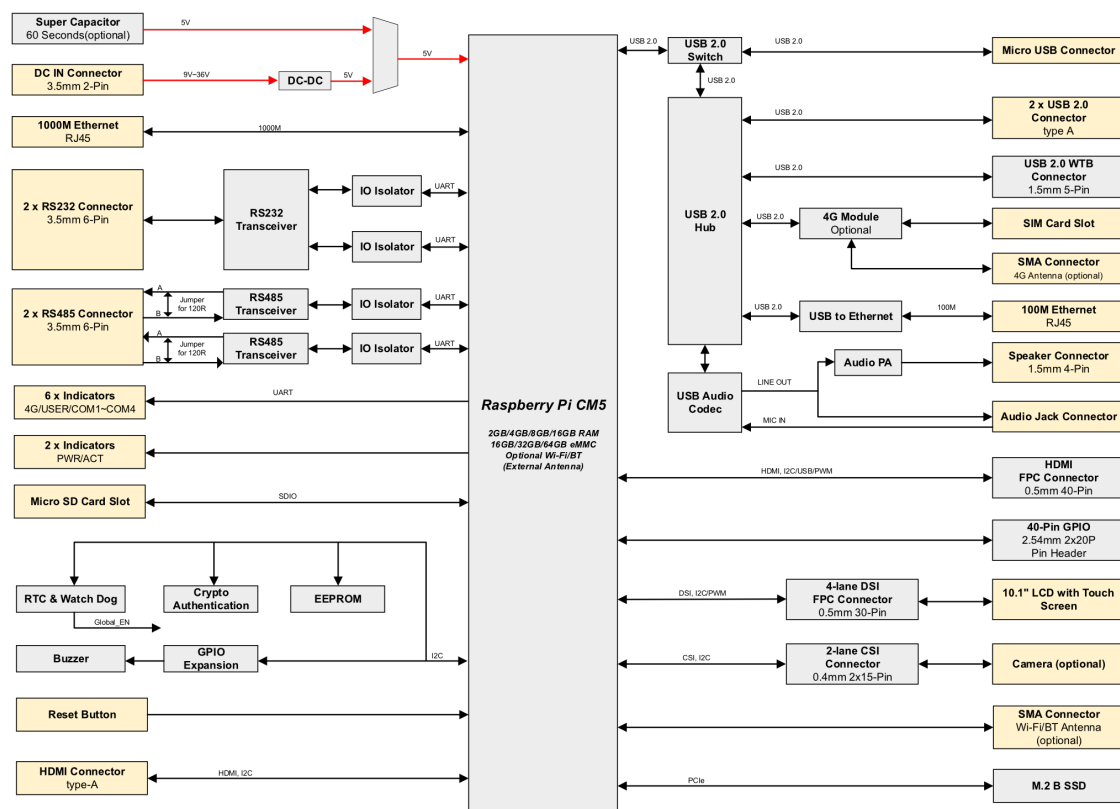 Super Capacitor
60 Seconds(optional)
5V
DC IN Connector
3.5mm 2-Pin
9V~36V
DC-DC
5V
5V
1000M Ethernet
RJ45
1000M
2 x RS232 Connector
3.5mm 6-Pin
RS232
Transceiver
IO Isolator
UART
IO Isolator
UART
2 x RS485 Connector
3.5mm 6-Pin
A
Jumper
for 120R
B
RS485
Transceiver
IO Isolator
UART
A
Jumper
for 120R
B
RS485
Transceiver
IO Isolator
UART
6 x Indicators
4G/USER/COM1~COM4
UART
2 x Indicators
PWR/ACT
Micro SD Card Slot
SDIO
RTC & Watch Dog
Crypto
Authentication
EEPROM
Global_EN
Buzzer
GPIO
Expansion
I2C
Reset Button
HDMI Connector
type-A
HDMI, I2C
Raspberry Pi CM5
2GB/4GB/8GB/16GB RAM
16GB/32GB/64GB eMMC
Optional Wi-Fi/BT
(External Antenna)
USB 2.0
USB 2.0
Switch
USB 2.0
Micro USB Connector
USB 2.0
USB 2.0
Hub
USB 2.0
2 x USB 2.0
Connector
type A
USB 2.0
USB 2.0 WTB
Connector
1.5mm 5-Pin
USB 2.0
4G Module
Optional
SIM Card Slot
SMA Connector
4G Antenna (optional)
USB 2.0
USB to Ethernet
100M
100M Ethernet
RJ45
USB Audio
Codec
LINE OUT
Audio PA
Speaker Connector
1.5mm 4-Pin
MIC IN
Audio Jack Connector
HDMI, I2C/USB/PWM
HDMI
FPC Connector
0.5mm 40-Pin
40-Pin GPIO
2.54mm 2x20P
Pin Header
DSI, I2C/PWM
4-lane DSI
FPC Connector
0.5mm 30-Pin
10.1" LCD with Touch
Screen
CSI, I2C
2-lane CSI
Connector
0.4mm 2x15-Pin
Camera (optional)
SMA Connector
Wi-Fi/BT Antenna
(optional)
PCIe
M.2 B SSD